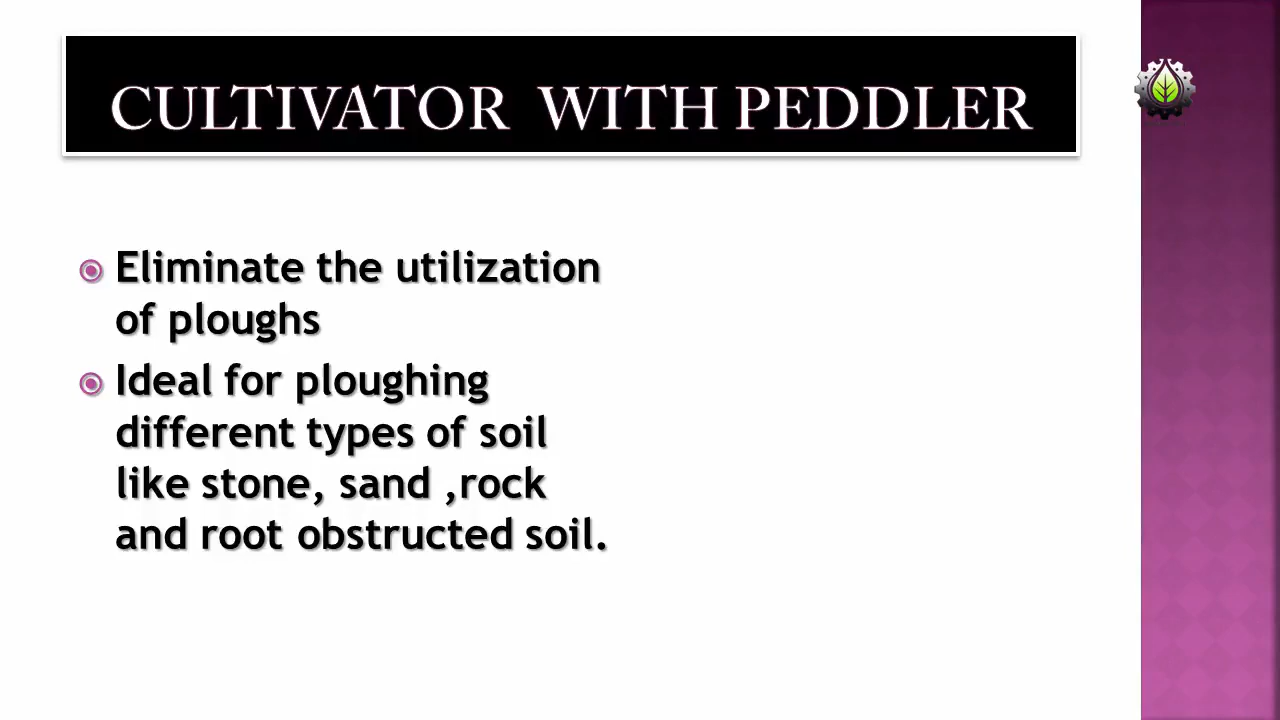 CULTIVATOR WITH PEDDLER
Eliminate the utilization
of ploughs
Ideal for ploughing
different types of soil
like stone, sand ,rock
and root obstructed soil.